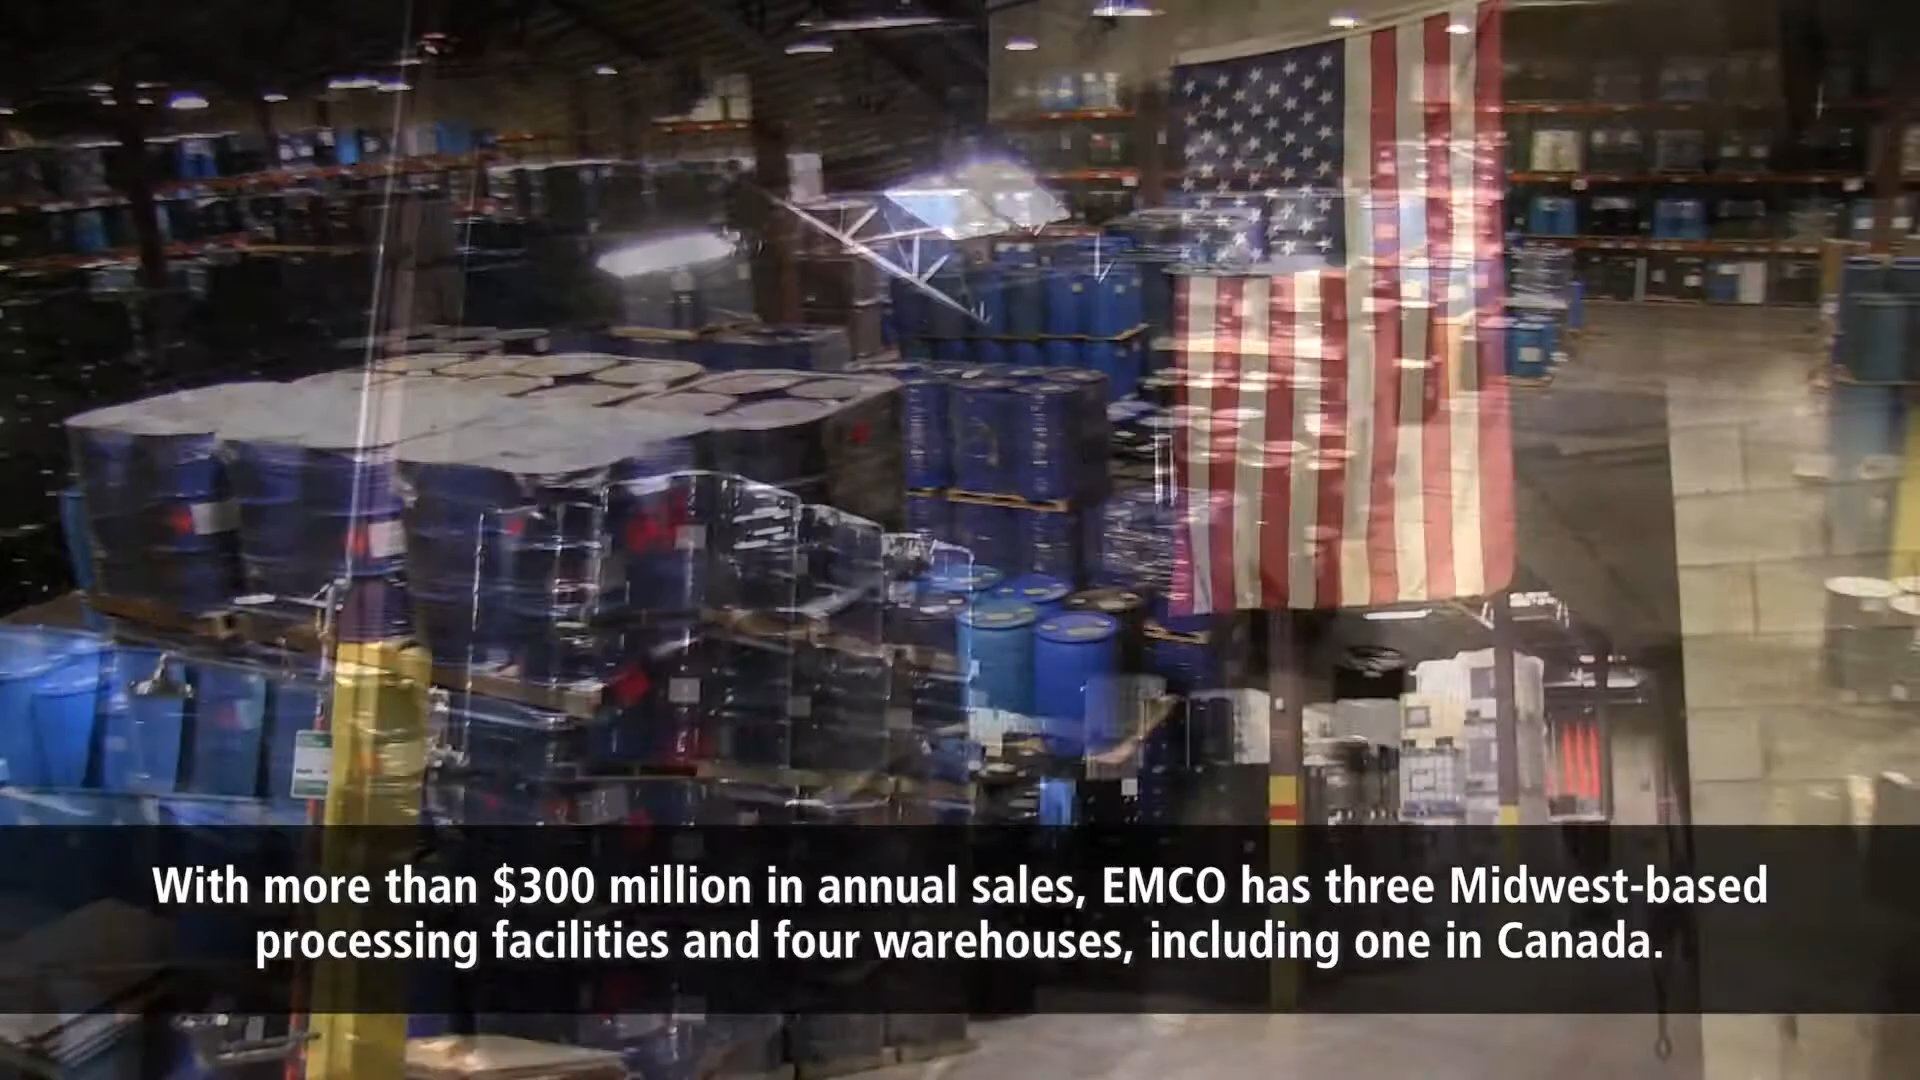 With more than $300 million in annual sales, EMCO has three Midwest-based
processing facilities and four warehouses, including one in Canada.